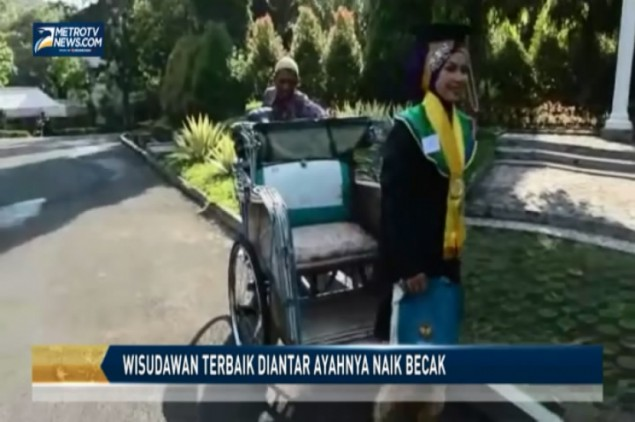 METROTV
NEWS.COM
WISUDAWAN TERBAIK DIANTAR AYAHNYA NAIK BECAK